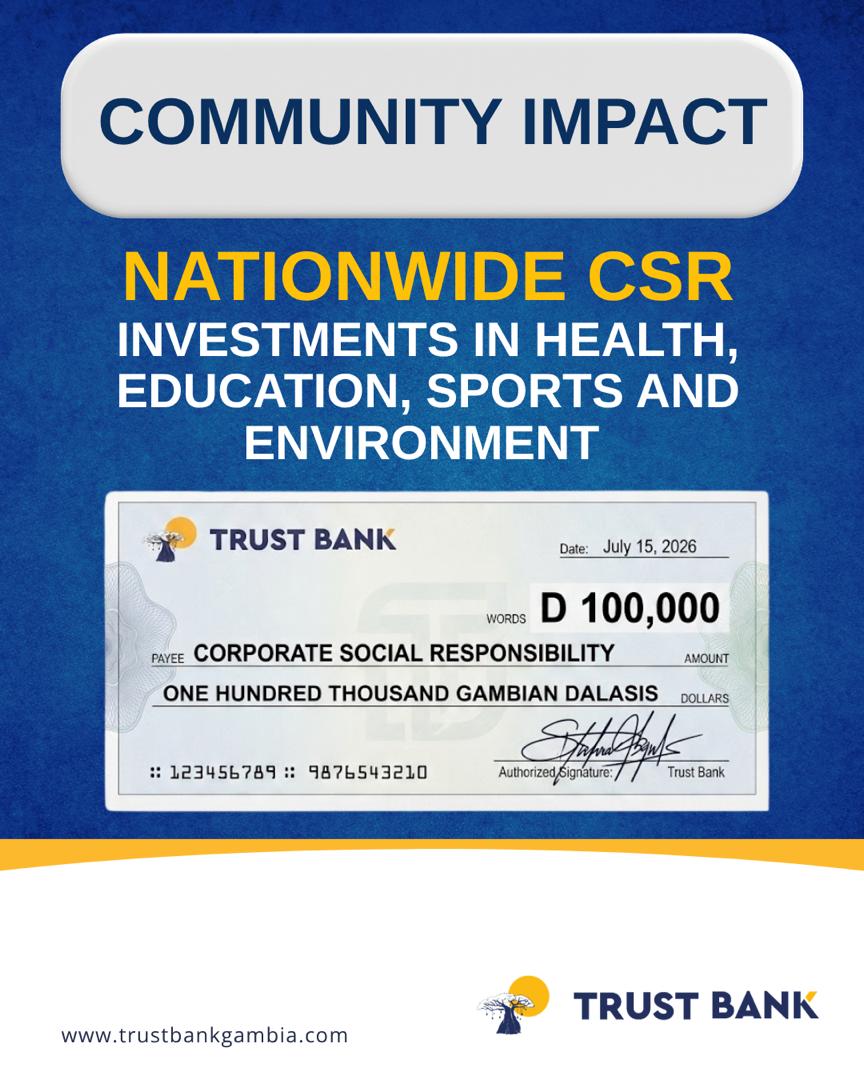 COMMUNITY IMPACT
NATIONWIDE CSR
INVESTMENTS IN HEALTH,
EDUCATION, SPORTS AND
ENVIRONMENT
TRUST BANK
Date: July 15, 2026
WORDS D 100,000
PAYEE CORPORATE SOCIAL RESPONSIBILITY AMOUNT
ONE HUNDRED THOUSAND GAMBIAN DALASIS DOLLARS
:: 123456789 :: 9876543210
Authorized Signature: Trust Bank
TRUST BANK
www.trustbankgambia.com